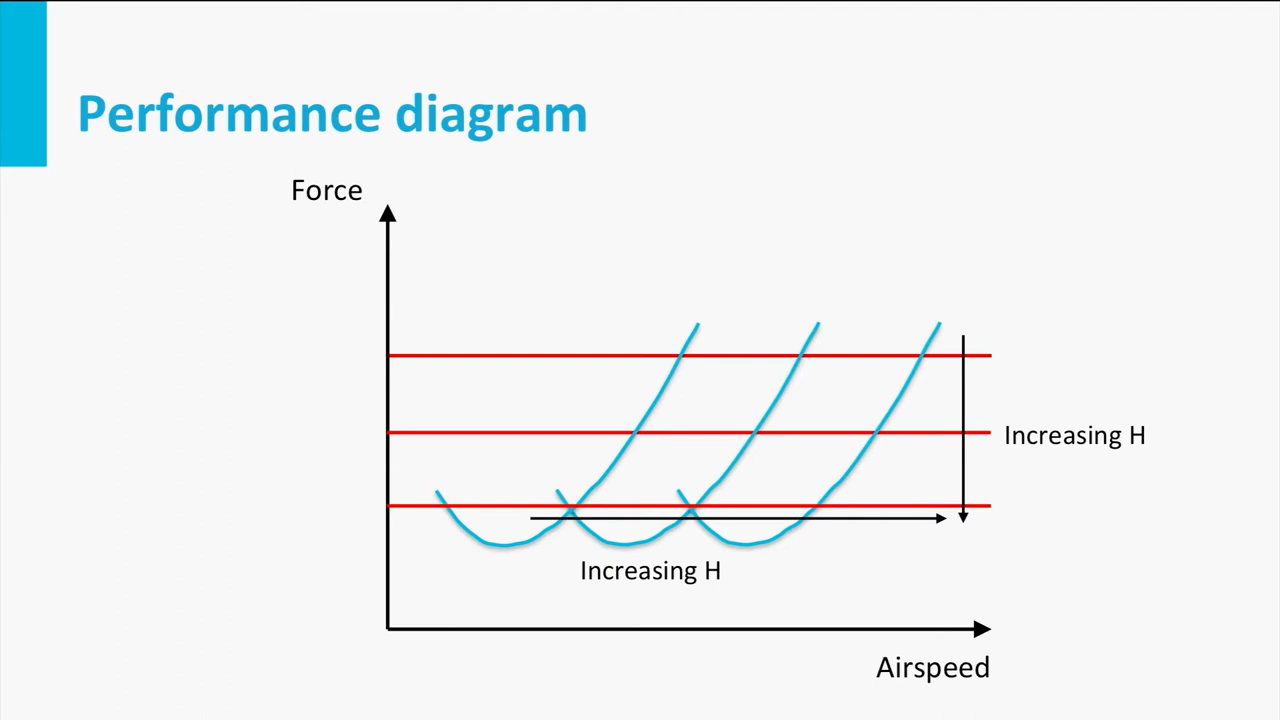 Performance diagram
Force
Increasing H
Increasing H
Airspeed